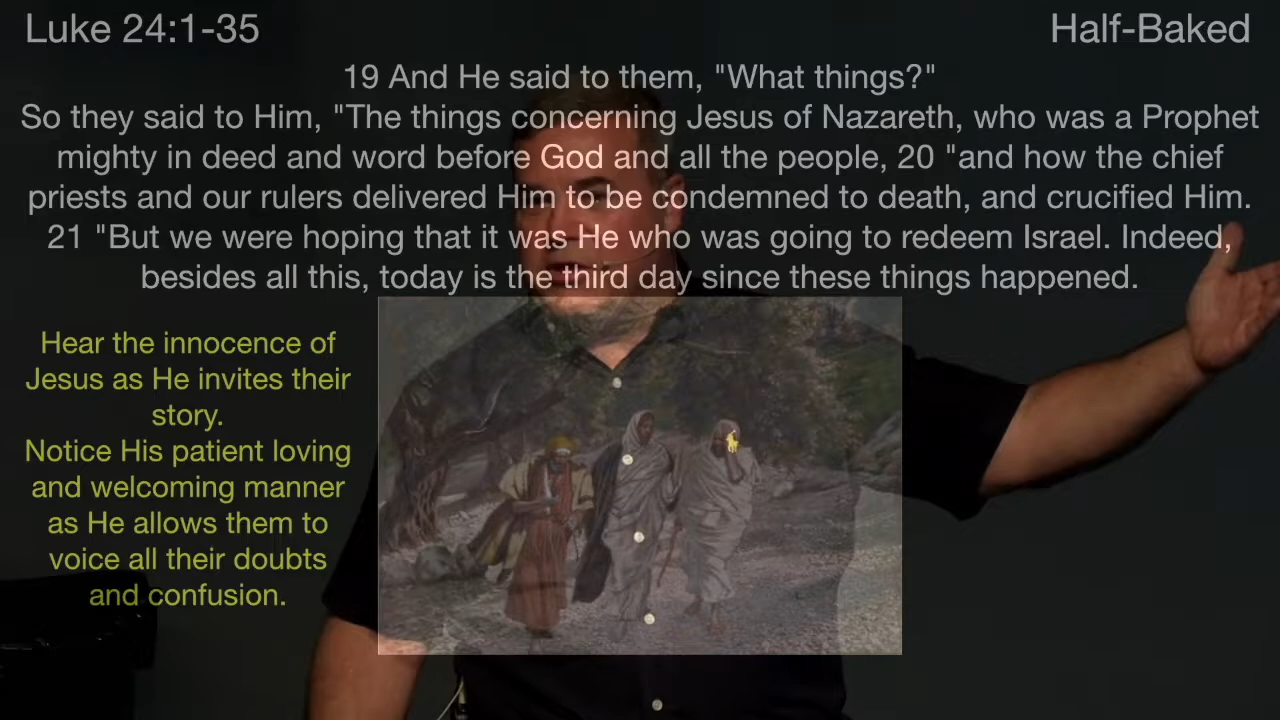 Luke 24:1-35
Half-Baked
19 And He said to them, "What things?"
So they said to Him, "The things concerning Jesus of Nazareth, who was a Prophet
mighty in deed and word before God and all the people, 20 "and how the chief
priests and our rulers delivered Him to be condemned to death, and crucified Him.
21 "But we were hoping that it was He who was going to redeem Israel. Indeed,
besides all this, today is the third day since these things happened.
Hear the innocence of
Jesus as He invites their
story.
Notice His patient loving
and welcoming manner
as He allows them to
voice all their doubts
and confusion.